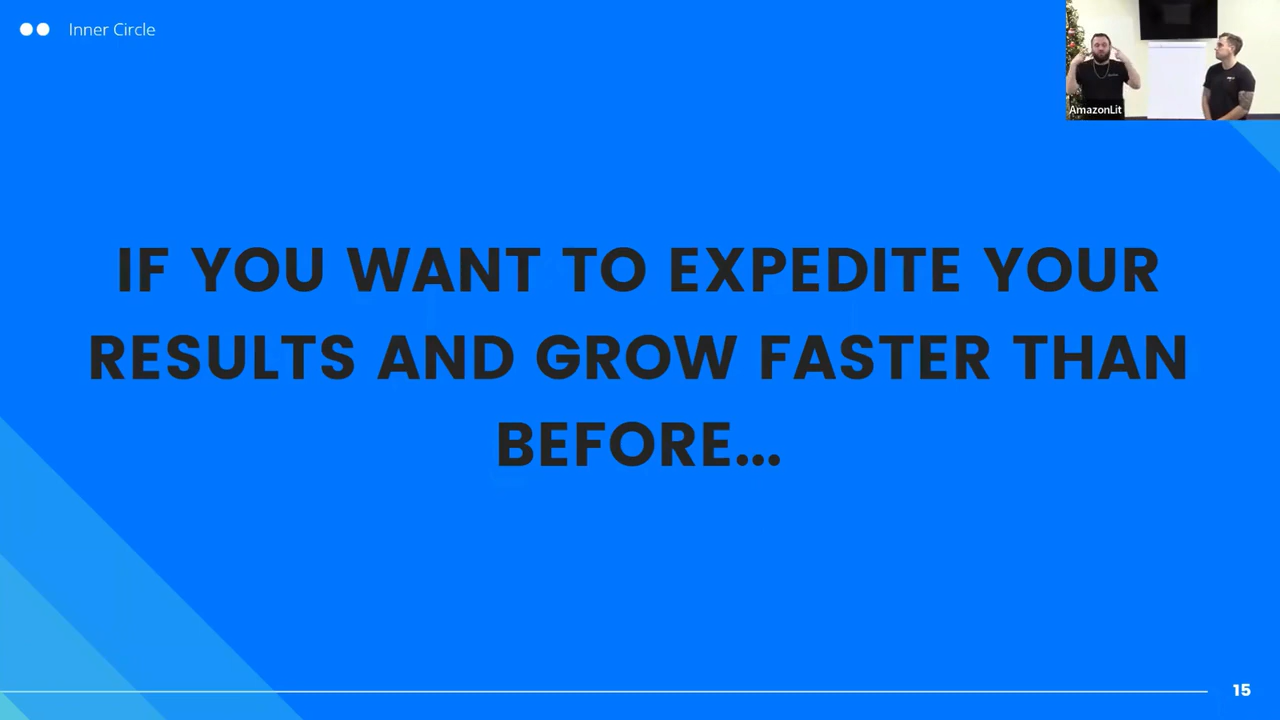 Inner Circle
AmazonLit
IF YOU WANT TO EXPEDITE YOUR
RESULTS AND GROW FASTER THAN
BEFORE...
15